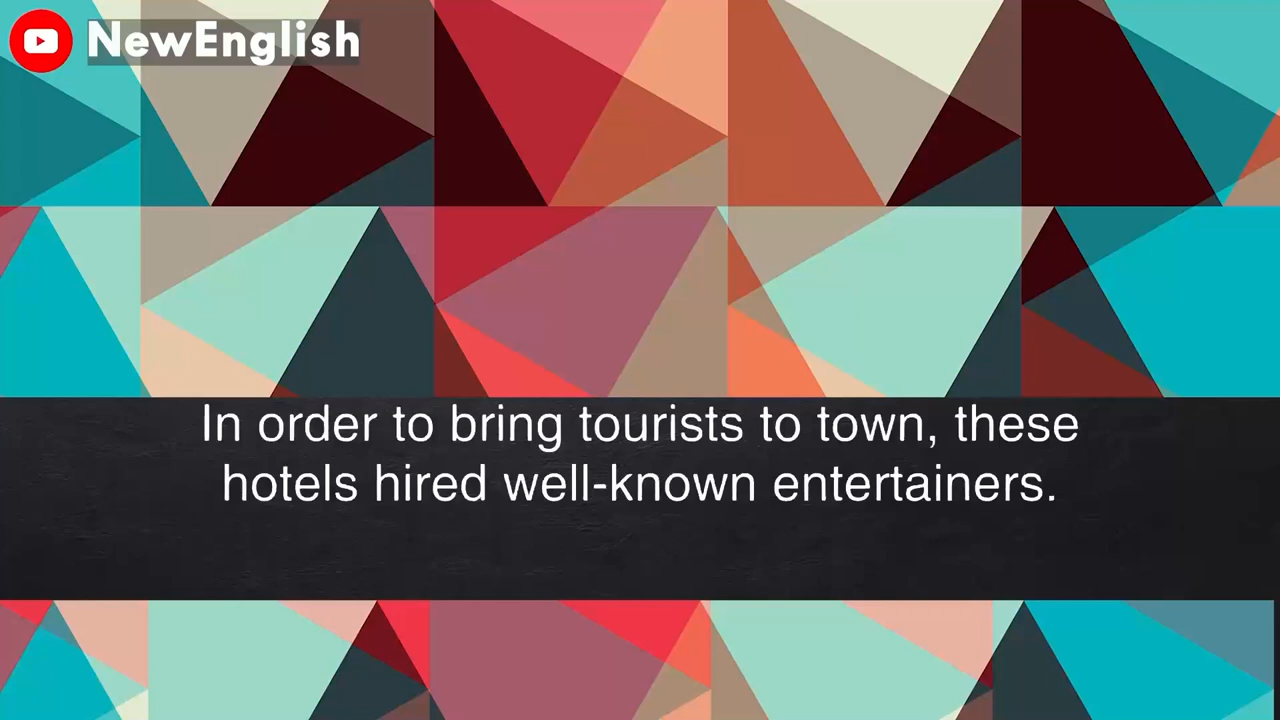 NewEnglish
In order to bring tourists to town, these
hotels hired well-known entertainers.